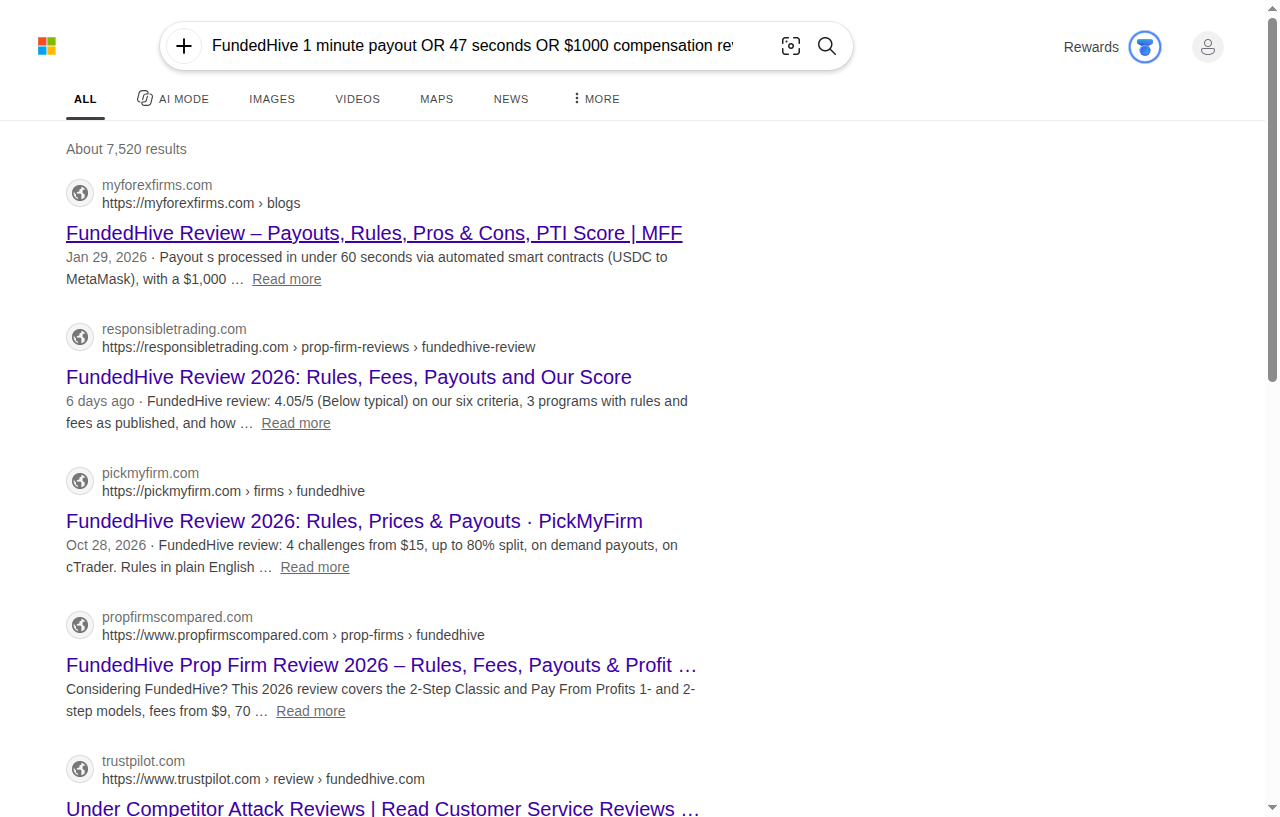 FundedHive 1 minute payout OR 47 seconds OR $1000 compensation re
Rewards
ALL
AI MODE
IMAGES
VIDEOS
MAPS
NEWS
MORE
About 7,520 results
myforexfirms.com
https://myforexfirms.com › blogs
FundedHive Review – Payouts, Rules, Pros & Cons, PTI Score | MFF
Jan 29, 2026 · Payout s processed in under 60 seconds via automated smart contracts (USDC to
MetaMask), with a $1,000 … Read more
responsibletrading.com
https://responsibletrading.com › prop-firm-reviews › fundedhive-review
FundedHive Review 2026: Rules, Fees, Payouts and Our Score
6 days ago · FundedHive review: 4.05/5 (Below typical) on our six criteria, 3 programs with rules and
fees as published, and how … Read more
pickmyfirm.com
https://pickmyfirm.com › firms › fundedhive
FundedHive Review 2026: Rules, Prices & Payouts · PickMyFirm
Oct 28, 2026 · FundedHive review: 4 challenges from $15, up to 80% split, on demand payouts, on
cTrader. Rules in plain English … Read more
propfirmscompared.com
https://www.propfirmscompared.com › prop-firms › fundedhive
FundedHive Prop Firm Review 2026 – Rules, Fees, Payouts & Profit …
Considering FundedHive? This 2026 review covers the 2-Step Classic and Pay From Profits 1- and 2-
step models, fees from $9, 70 … Read more
trustpilot.com
https://www.trustpilot.com › review › fundedhive.com
Under Competitor Attack Reviews | Read Customer Service Reviews …